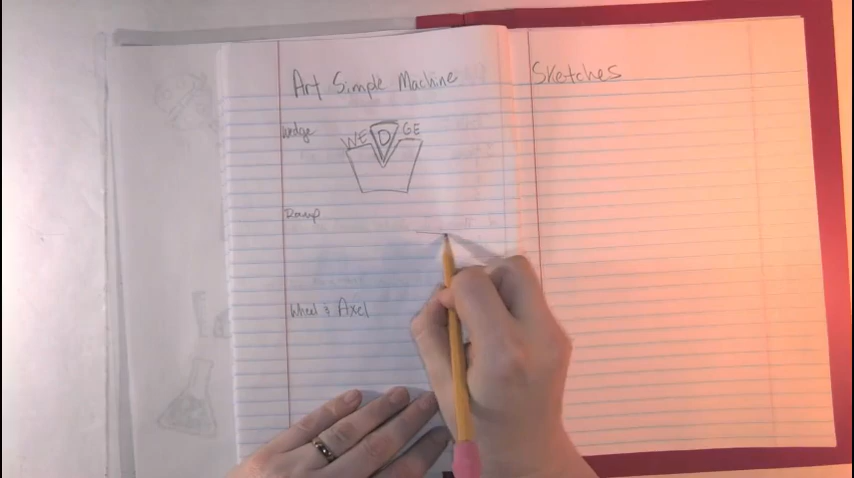 Art Simple Machine
Sketches
Wedge
WEDGE
Ramp
Wheel & Axel